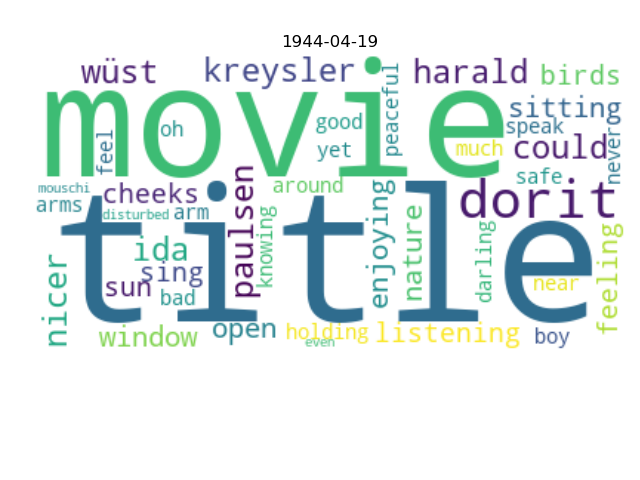 1944-04-19
wüst kreysler harald birds
movie
sitting
oh good peaceful speak
feel yet much could never
mouschi cheeks around safe
arms disturbed arm paulsen dorit
title
ida knowing enjoying nature darling feeling
nicer sing
sun bad near
window open holding listening boy
even